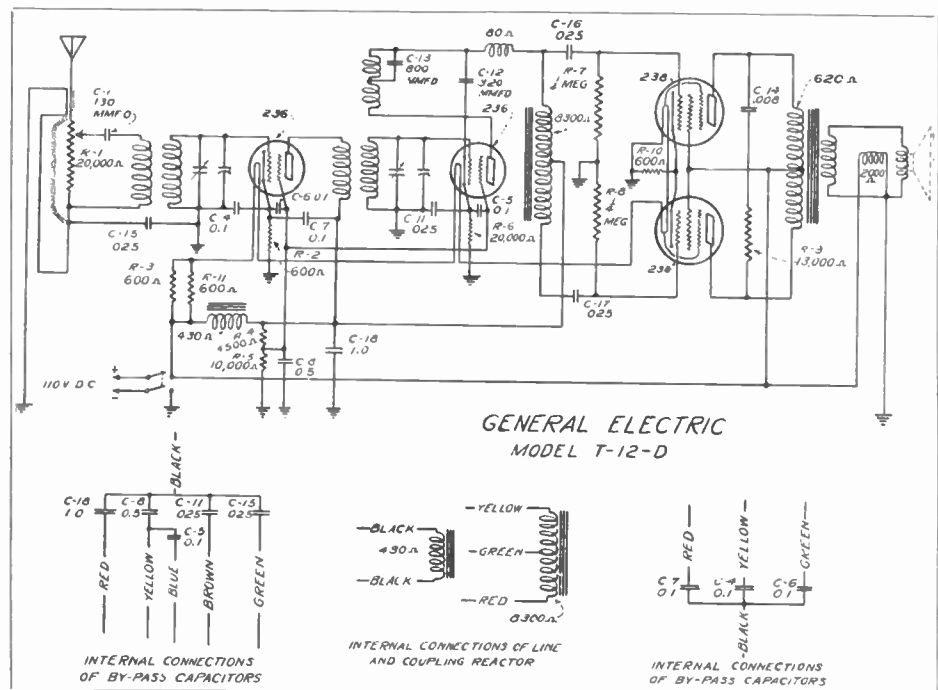 C-1
130
MMFD
R-1
20,000Ω
C-15
025
236
C-4
0.1
C-6 01
C-7
0.1
R-2
600Ω
R-3
600Ω
R-11
600Ω
430Ω
R-4
4500Ω
R-5
10,000Ω
C-8
0.5
C-18
1.0
110V DC
+
-
C-13
800
MMFD
80Ω
C-12
320
MMFD
236
C-11
025
C-5
0.1
R-6
20,000Ω
C-16
025
R-7
MEG
8300Ω
R-8
MEG
C-17
025
238
R-10
600Ω
238
C 14
.008
620Ω
2000
Ω
R-9
13,000Ω
GENERAL ELECTRIC
MODEL T-12-D
BLACK
C-18
1.0
C-8
0.5
C-11
025
C-15
025
C-5
0.1
RED
YELLOW
BLUE
BROWN
GREEN
INTERNAL CONNECTIONS
OF BY-PASS CAPACITORS
BLACK
430Ω
BLACK
YELLOW
GREEN
RED
8300Ω
INTERNAL CONNECTIONS OF LINE
AND COUPLING REACTOR
RED
YELLOW
GREEN
C 7
0.1
C-4
0.1
C-6
0.1
BLACK
INTERNAL CONNECTIONS
OF BY-PASS CAPACITORS